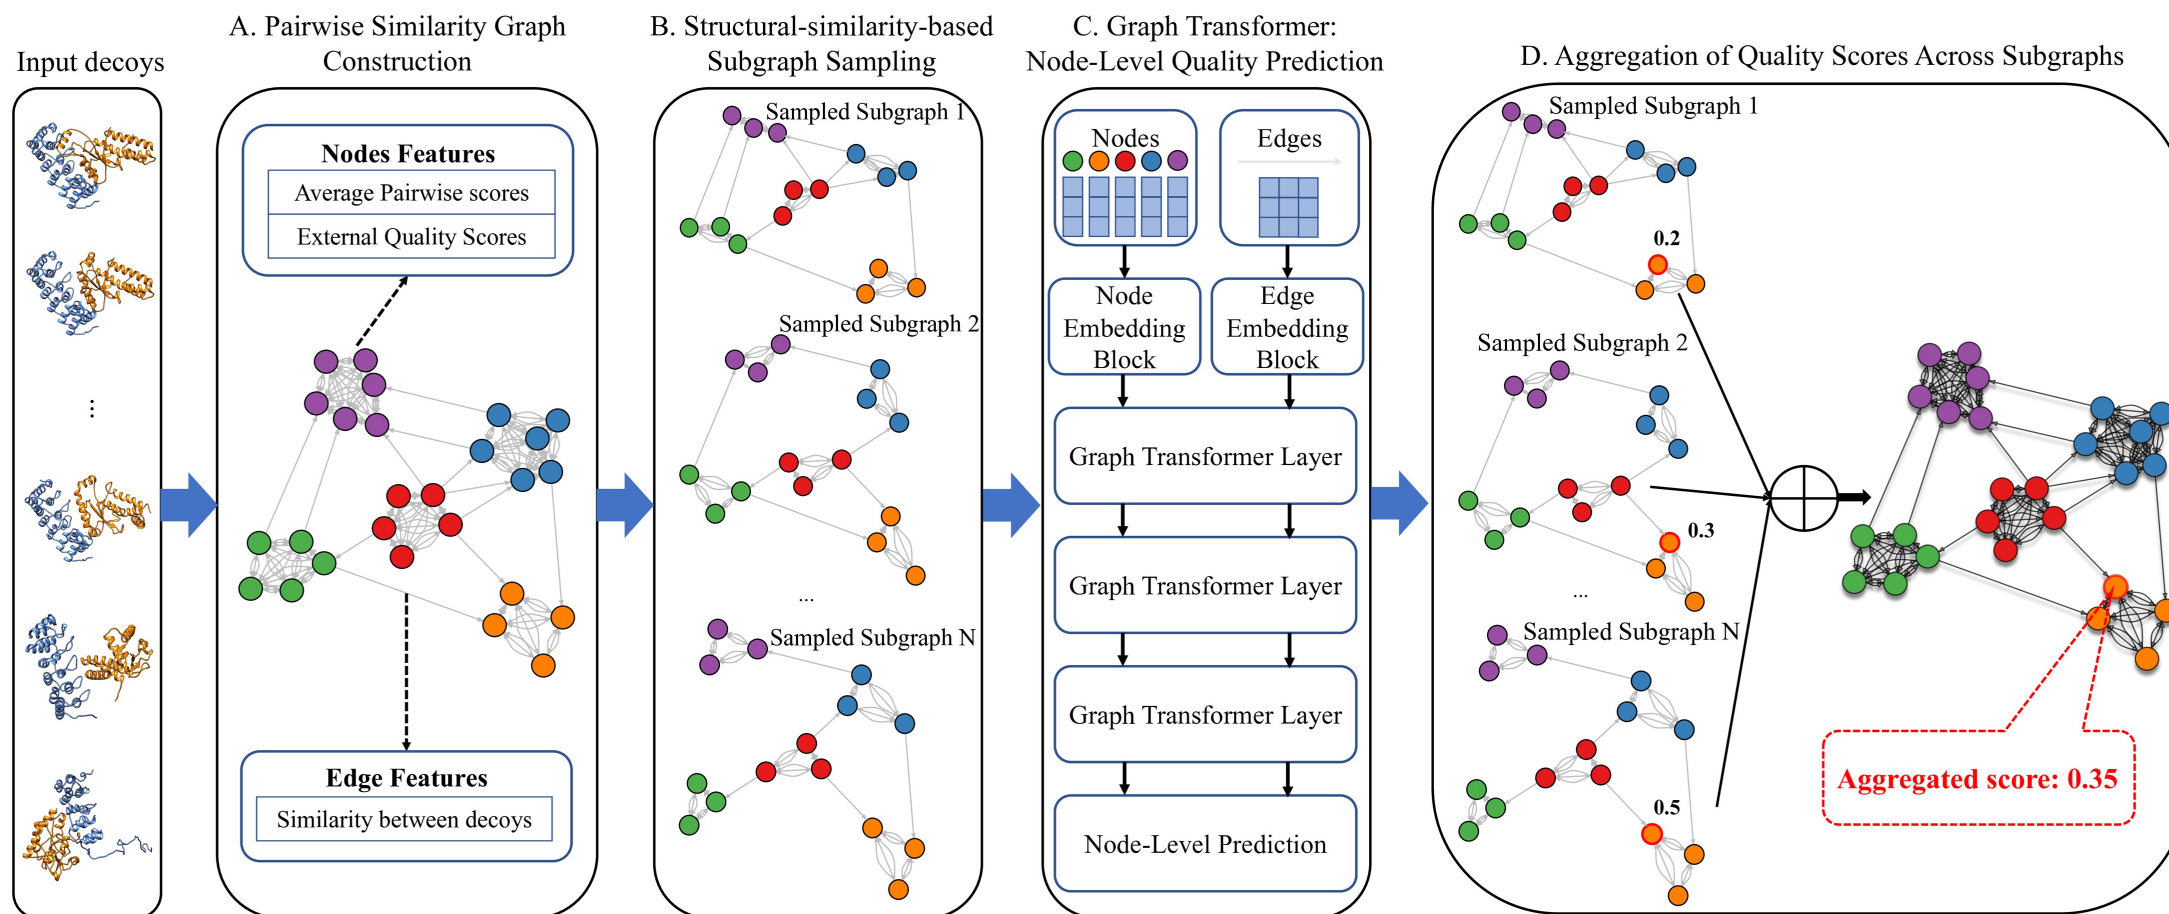 Input decoys
...
A. Pairwise Similarity Graph
Construction
Nodes Features
Average Pairwise scores
External Quality Scores
Edge Features
Similarity between decoys
B. Structural-similarity-based
Subgraph Sampling
Sampled Subgraph 1
Sampled Subgraph 2
...
Sampled Subgraph N
C. Graph Transformer:
Node-Level Quality Prediction
Nodes
Edges
Node
Embedding
Block
Edge
Embedding
Block
Graph Transformer Layer
Graph Transformer Layer
Graph Transformer Layer
Node-Level Prediction
D. Aggregation of Quality Scores Across Subgraphs
Sampled Subgraph 1
0.2
Sampled Subgraph 2
0.3
...
Sampled Subgraph N
0.5
Aggregated score: 0.35